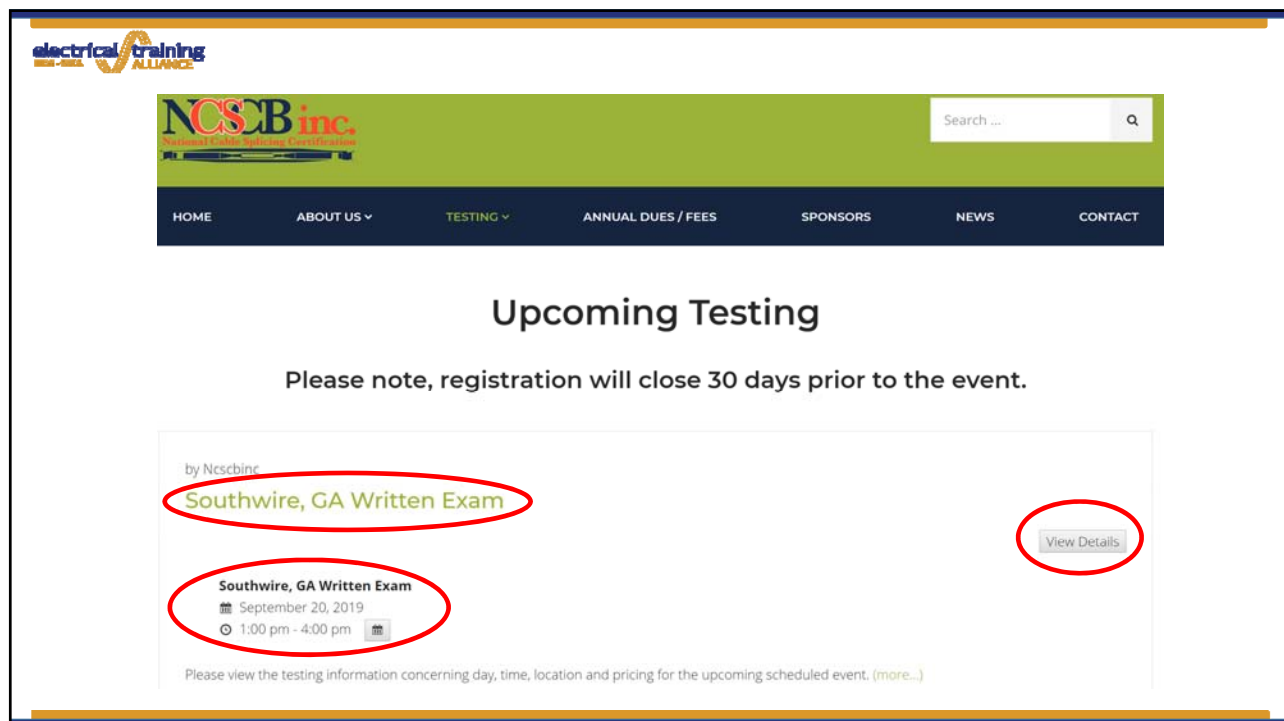 electrical training
ALLIANCE
NCSCB inc.
National Cable Splicing Certification
Search ...
HOME ABOUT US TESTING ANNUAL DUES / FEES SPONSORS NEWS CONTACT
Upcoming Testing
Please note, registration will close 30 days prior to the event.
by Ncscbinc
Southwire, GA Written Exam
View Details
Southwire, GA Written Exam
September 20, 2019
1:00 pm - 4:00 pm
Please view the testing information concerning day, time, location and pricing for the upcoming scheduled event. (more...)